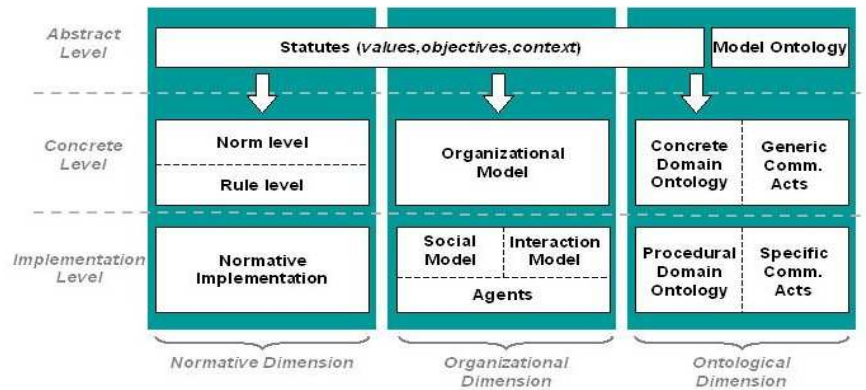 Abstract
Level
Statutes (values,objectives,context)
Model Ontology
Concrete
Level
Norm level
Rule level
Organizational
Model
Concrete
Domain
Ontology
Generic
Comm.
Acts
Implementation
Level
Normative
Implementation
Social
Model
Interaction
Model
Agents
Procedural
Domain
Ontology
Specific
Comm.
Acts
Normative Dimension
Organizational
Dimension
Ontological
Dimension